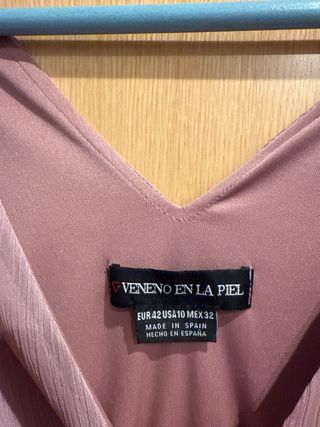 VENENO EN LA PIEL
EUR 42 USA 10 MEX 32
MADE IN SPAIN
HECHO EN ESPAÑA